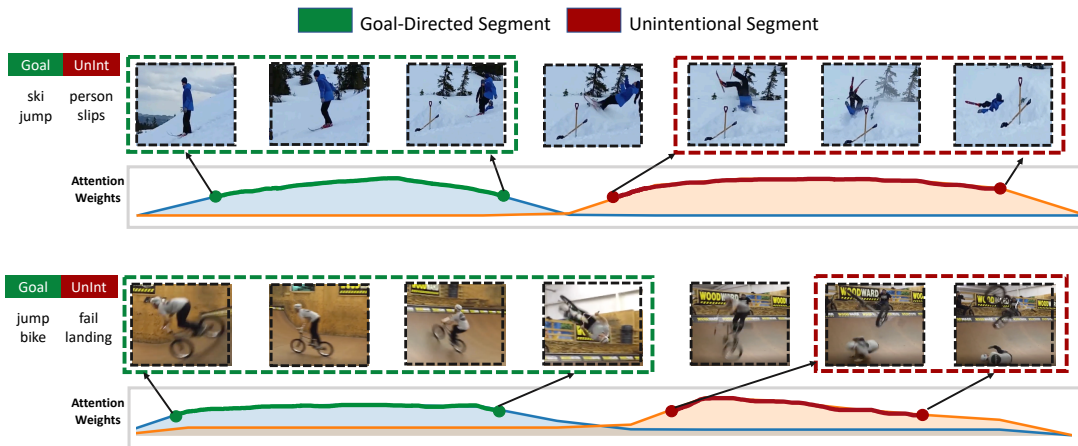 Goal-Directed Segment
Unintentional Segment
Goal UnInt
ski person
jump slips
Attention
Weights
Goal UnInt
jump fail
bike landing
WOODWARD
WOODWARD
Attention
Weights